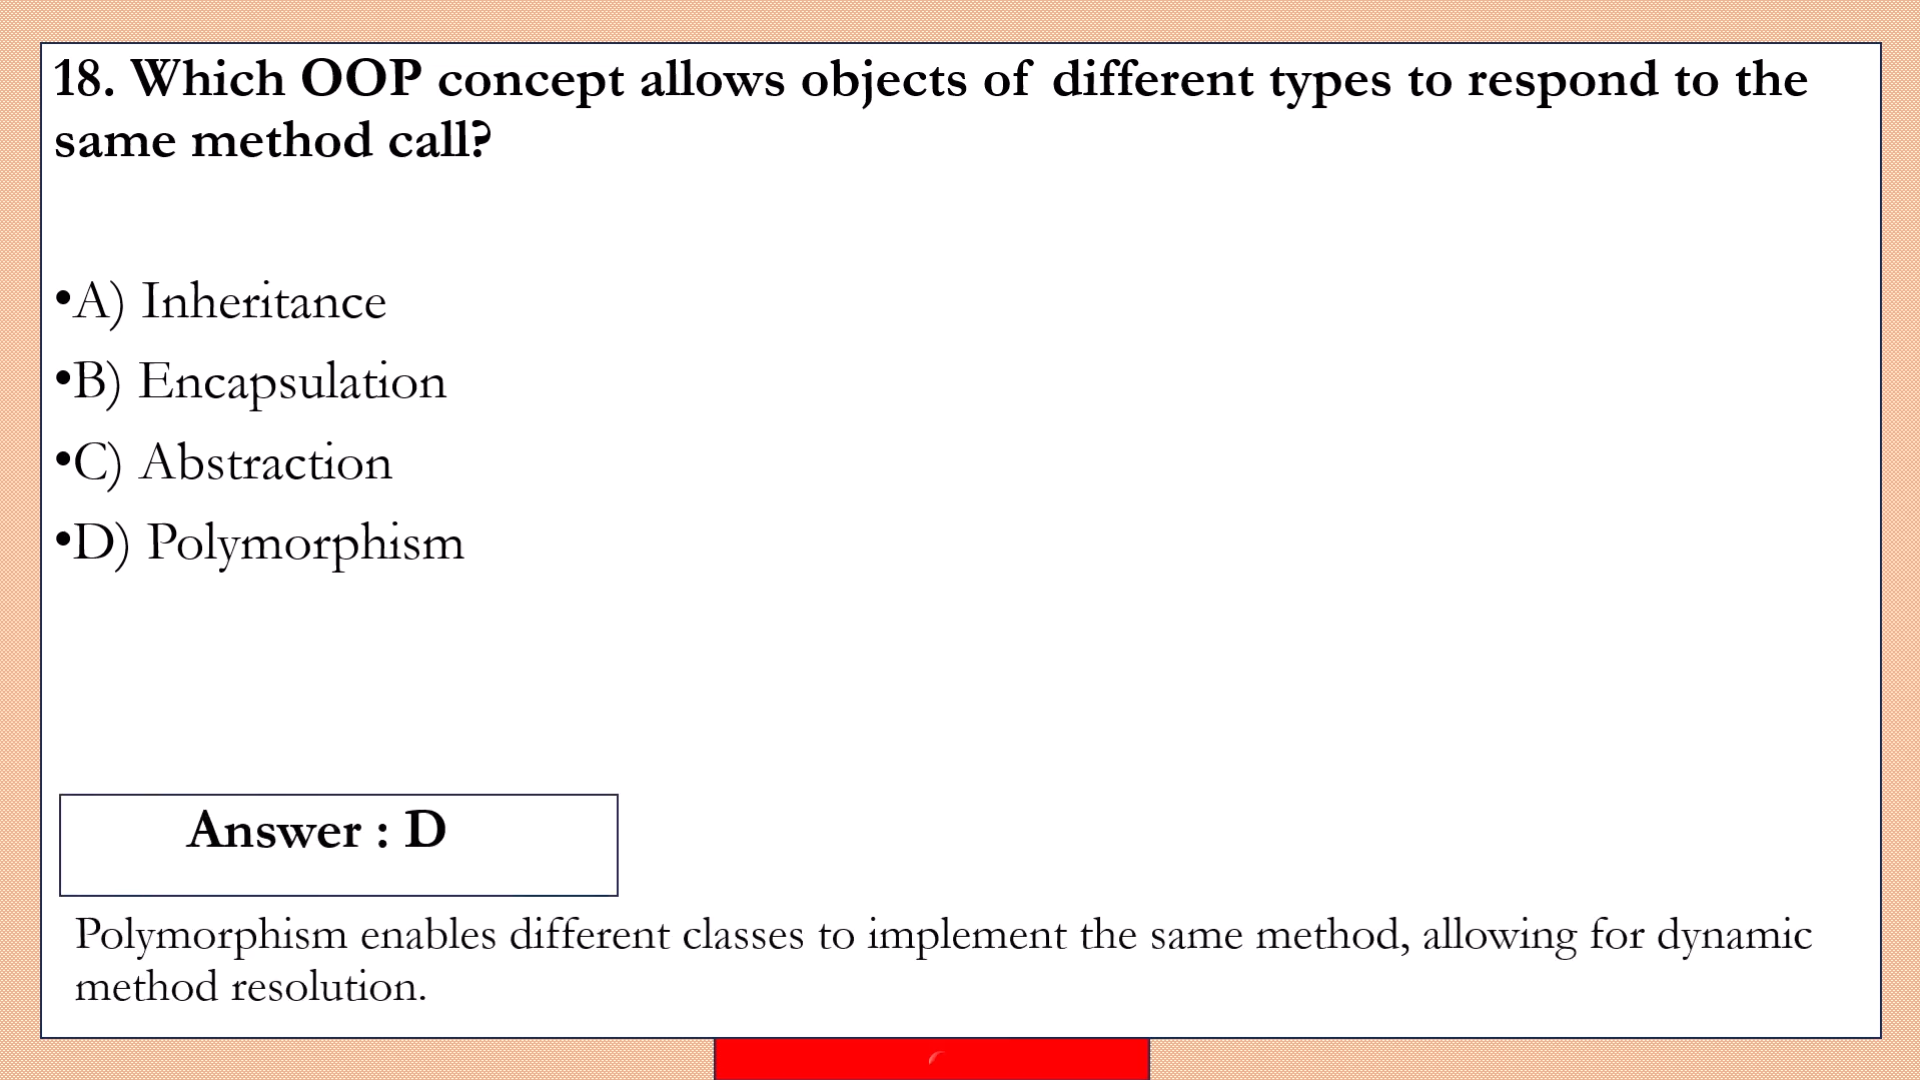 18. Which OOP concept allows objects of different types to respond to the
same method call?
•A) Inheritance
•B) Encapsulation
•C) Abstraction
•D) Polymorphism
Answer : D
Polymorphism enables different classes to implement the same method, allowing for dynamic
method resolution.